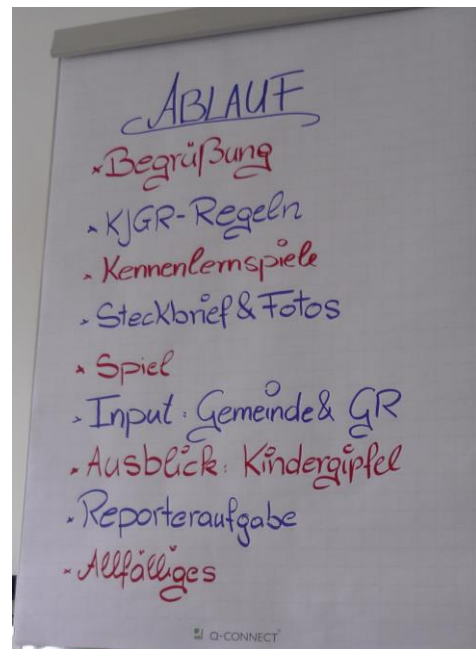 ABLAUF
× Begrüßung
× KJGR-Regeln
× Kennenlernspiele
× Steckbrief & Fotos
× Spiel
× Input: Gemeinde & GR
× Ausblick: Kindergipfel
× Reporteraufgabe
× Allfälliges
Q-CONNECT